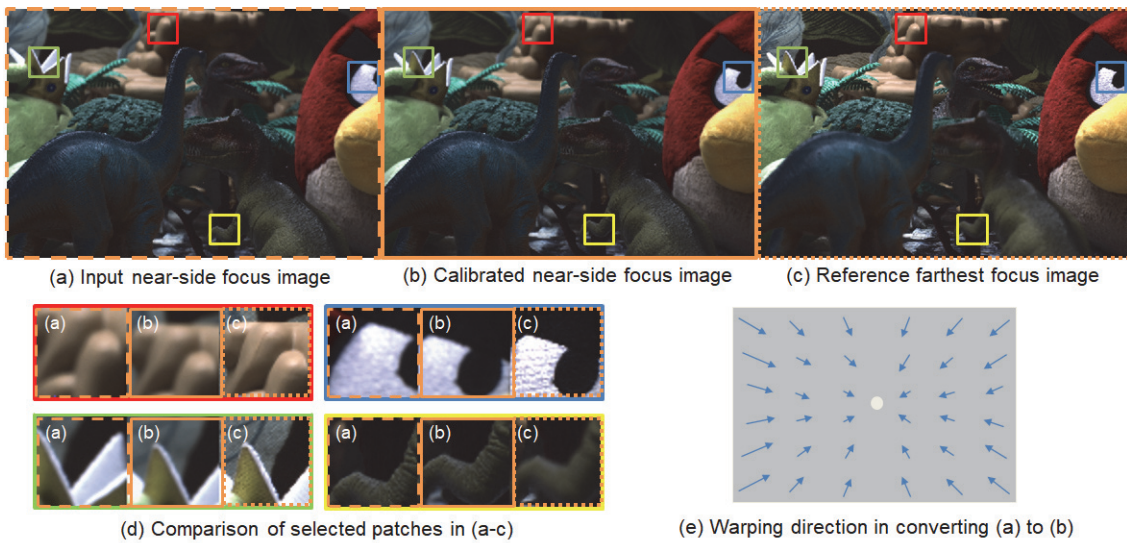 (a) Input near-side focus image
(b) Calibrated near-side focus image
(c) Reference farthest focus image
(a) (b) (c)
(a) (b) (c)
(a) (b) (c)
(a) (b) (c)
(d) Comparison of selected patches in (a-c)
(e) Warping direction in converting (a) to (b)